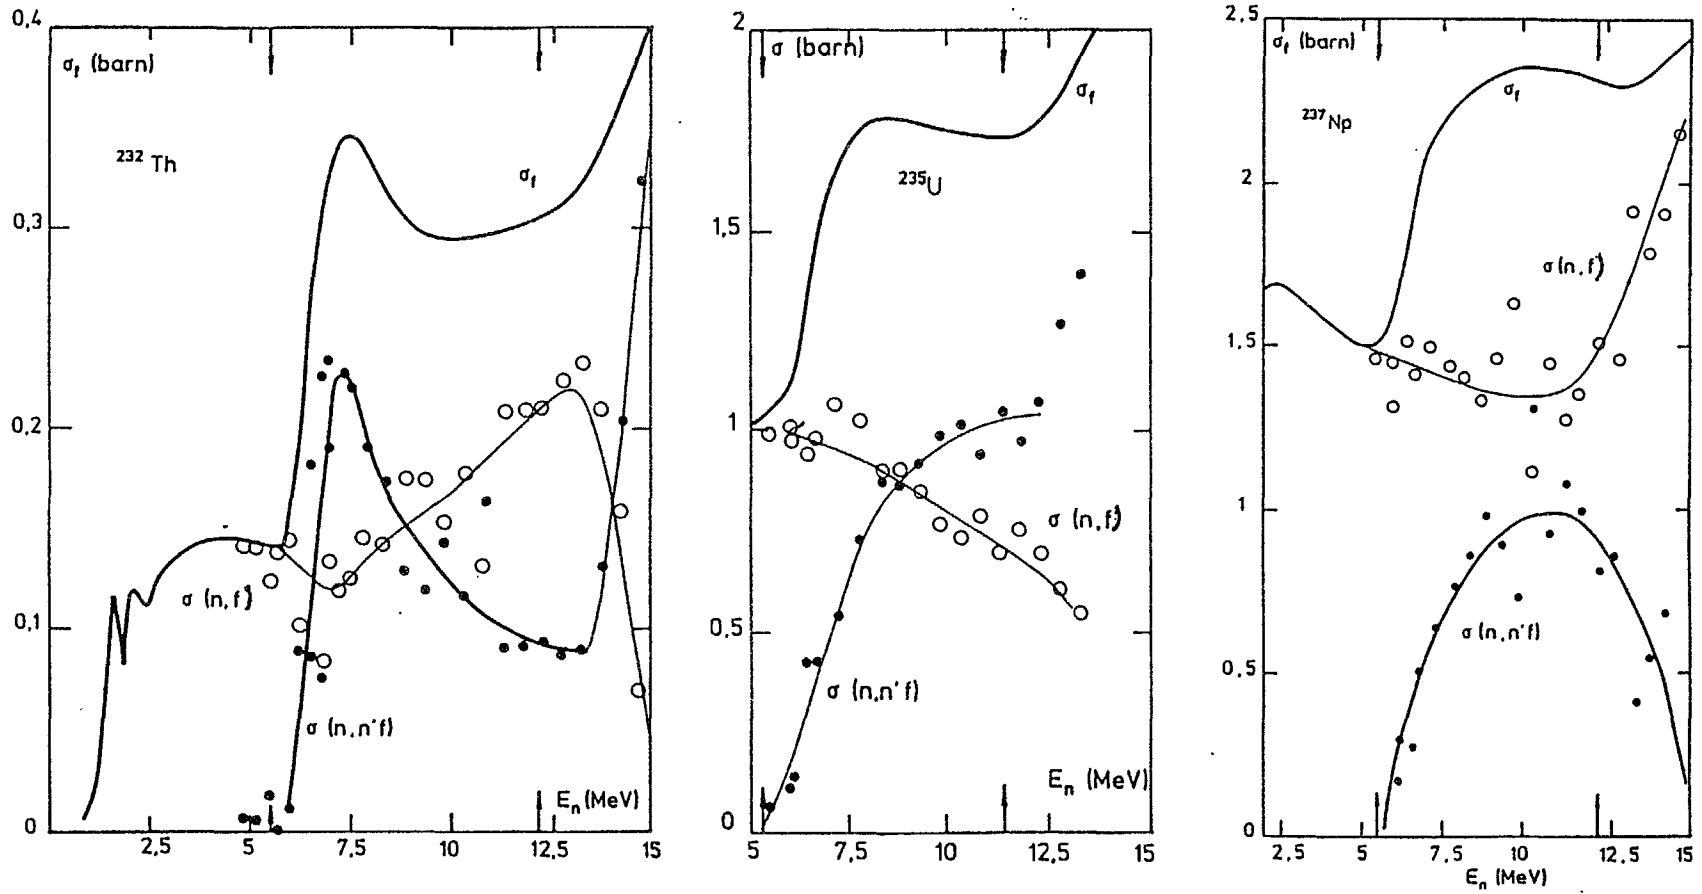 0,4
σf (barn)
232 Th
σf
0,3
0,2
σ (n,f)
0,1
σ (n,n'f)
En (MeV)
0
2,5
5
7,5
10
12,5
15
2
σ (barn)
σf
235U
1,5
1
σ (n,f)
0,5
σ (n,n'f)
En (MeV)
0
5
7,5
10
12,5
15
2,5
σf (barn)
σf
237Np
2
σ(n,f)
1,5
1
σ(n,n'f)
0,5
0
2,5
5
7,5
10
12,5
15
En (MeV)